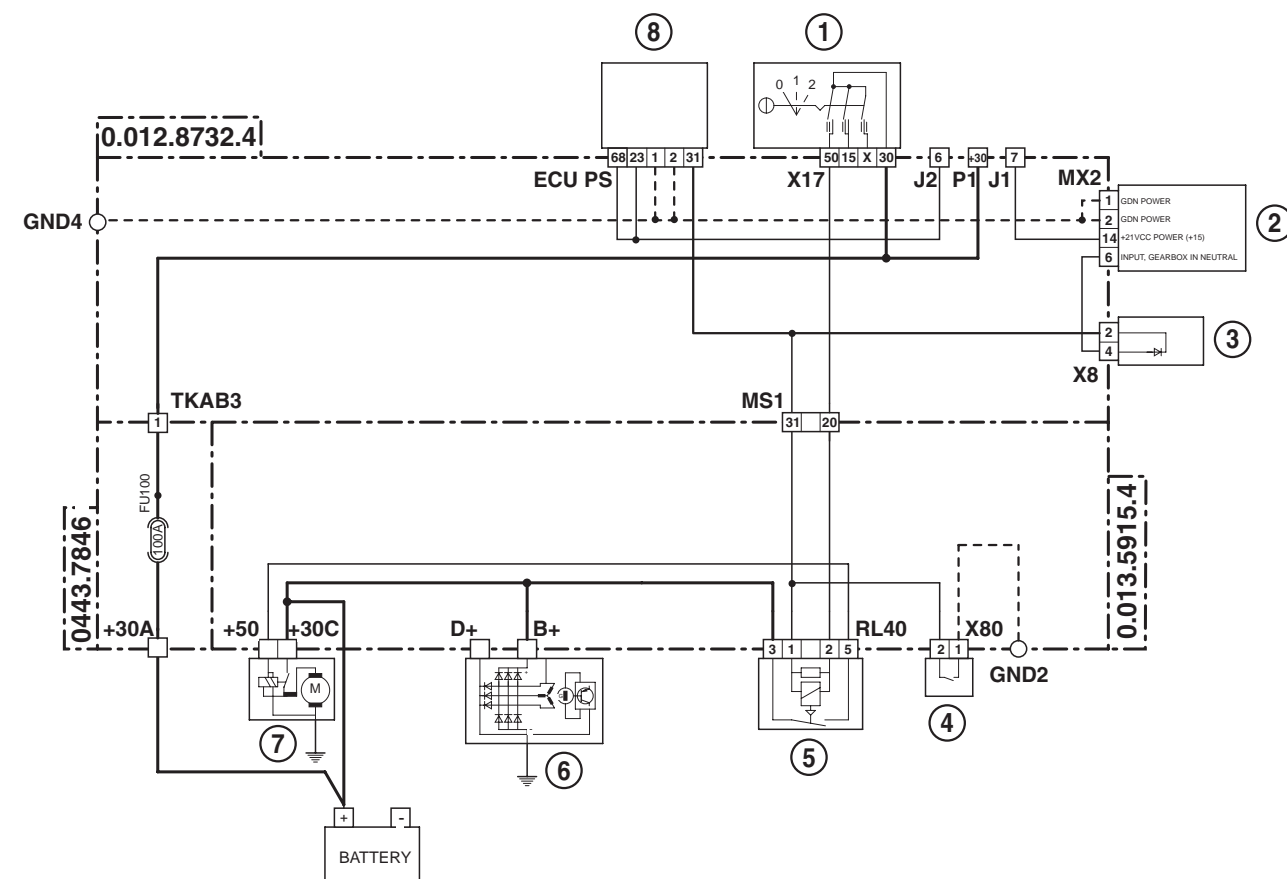 8
1
0 1 2
0.012.8732.4
68 23 1 2 31
50 15 X 30
6
+30
7
ECU PS
X17
J2
P1
J1
MX2
GND4
1 GDN POWER
2 GDN POWER
14 +21VCC POWER (+15)
6 INPUT, GEARBOX IN NEUTRAL
2
2
4
3
X8
TKAB3
MS1
1
31 20
FU100
100A
0443.7846
0.013.5915.4
+30A
+50
+30C
D+
B+
RL40
X80
3 1 2 5
2 1
GND2
M
7
6
5
4
+ -
BATTERY